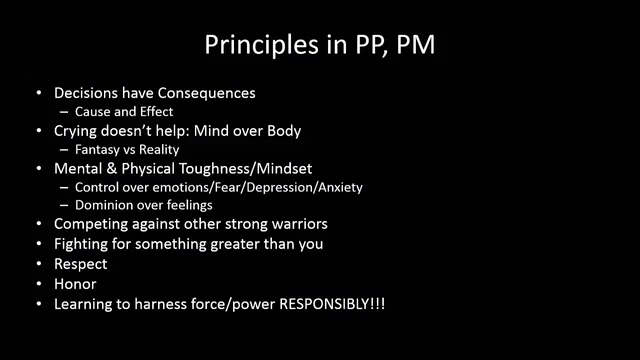 Principles in PP, PM
• Decisions have Consequences
– Cause and Effect
• Crying doesn't help: Mind over Body
– Fantasy vs Reality
• Mental & Physical Toughness/Mindset
– Control over emotions/Fear/Depression/Anxiety
– Dominion over feelings
• Competing against other strong warriors
• Fighting for something greater than you
• Respect
• Honor
• Learning to harness force/power RESPONSIBLY!!!